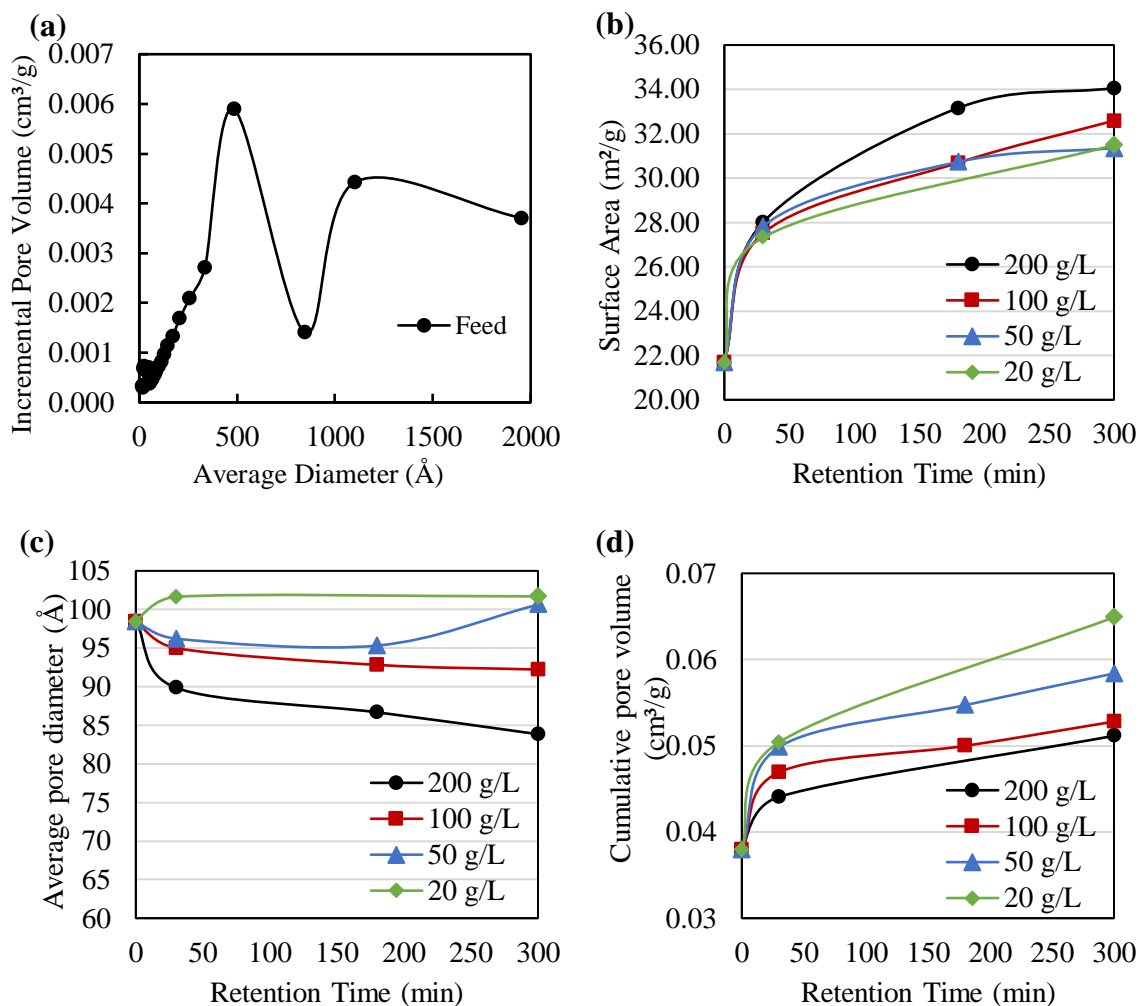 (a)
Incremental Pore Volume (cm³/g)
0.007
0.006
0.005
0.004
0.003
0.002
0.001
0.000
Feed
0 500 1000 1500 2000
Average Diameter (Å)
(b)
Surface Area (m²/g)
36.00
34.00
32.00
30.00
28.00
26.00
24.00
22.00
20.00
200 g/L
100 g/L
50 g/L
20 g/L
0 50 100 150 200 250 300
Retention Time (min)
(c)
Average pore diameter (Å)
105
100
95
90
85
80
75
70
65
60
200 g/L
100 g/L
50 g/L
20 g/L
0 50 100 150 200 250 300
Retention Time (min)
(d)
Cumulative pore volume
(cm³/g)
0.07
0.06
0.05
0.04
0.03
200 g/L
100 g/L
50 g/L
20 g/L
0 50 100 150 200 250 300
Retention Time (min)